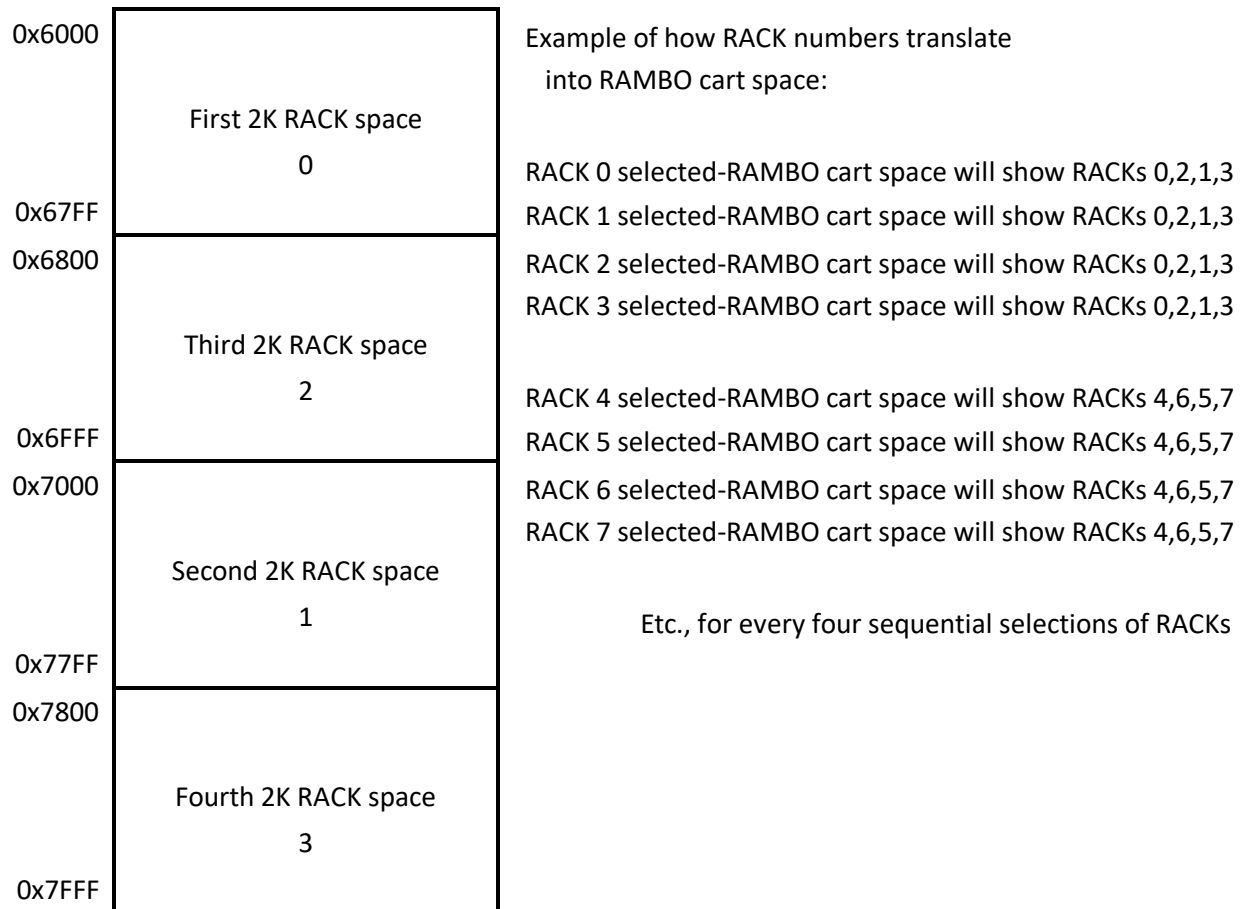 0x6000
First 2K RACK space
0
0x67FF
0x6800
Third 2K RACK space
2
0x6FFF
0x7000
Second 2K RACK space
1
0x77FF
0x7800
Fourth 2K RACK space
3
0x7FFF
Example of how RACK numbers translate
into RAMBO cart space:
RACK 0 selected-RAMBO cart space will show RACKs 0,2,1,3
RACK 1 selected-RAMBO cart space will show RACKs 0,2,1,3
RACK 2 selected-RAMBO cart space will show RACKs 0,2,1,3
RACK 3 selected-RAMBO cart space will show RACKs 0,2,1,3
RACK 4 selected-RAMBO cart space will show RACKs 4,6,5,7
RACK 5 selected-RAMBO cart space will show RACKs 4,6,5,7
RACK 6 selected-RAMBO cart space will show RACKs 4,6,5,7
RACK 7 selected-RAMBO cart space will show RACKs 4,6,5,7
Etc., for every four sequential selections of RACKs